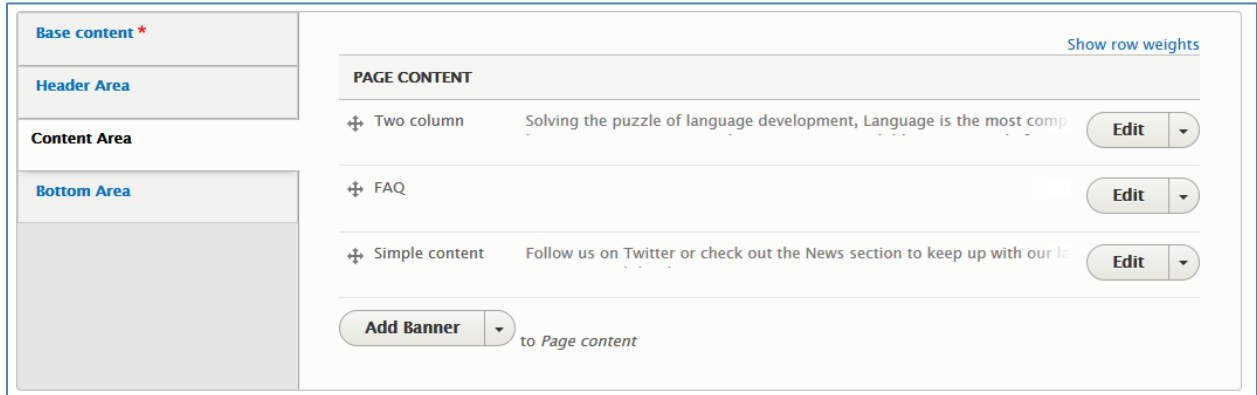 Base content *
Header Area
Content Area
Bottom Area
Show row weights
PAGE CONTENT
Two column Solving the puzzle of language development, Language is the most comp Edit
FAQ Edit
Simple content Follow us on Twitter or check out the News section to keep up with our la Edit
Add Banner to Page content